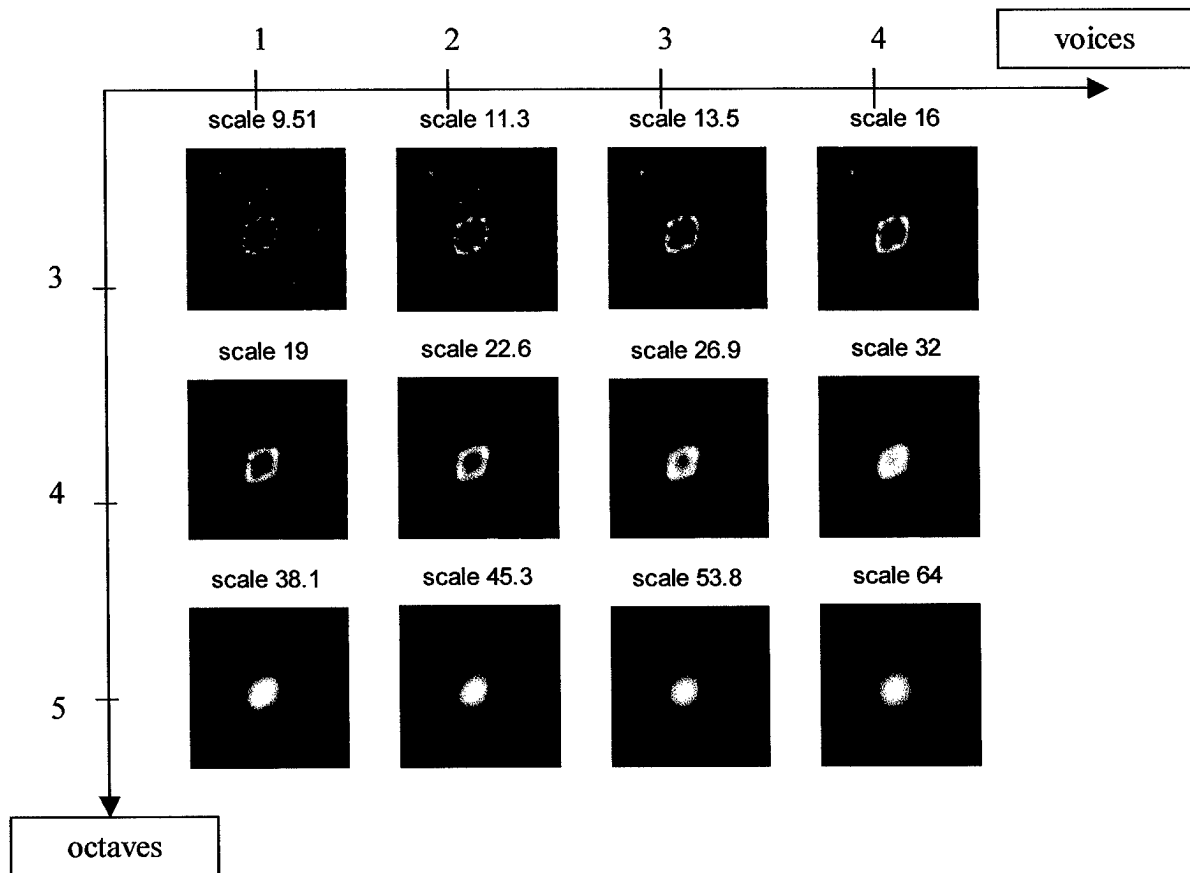 1 2 3 4 voices
scale 9.51 scale 11.3 scale 13.5 scale 16
3
scale 19 scale 22.6 scale 26.9 scale 32
4
scale 38.1 scale 45.3 scale 53.8 scale 64
5
octaves